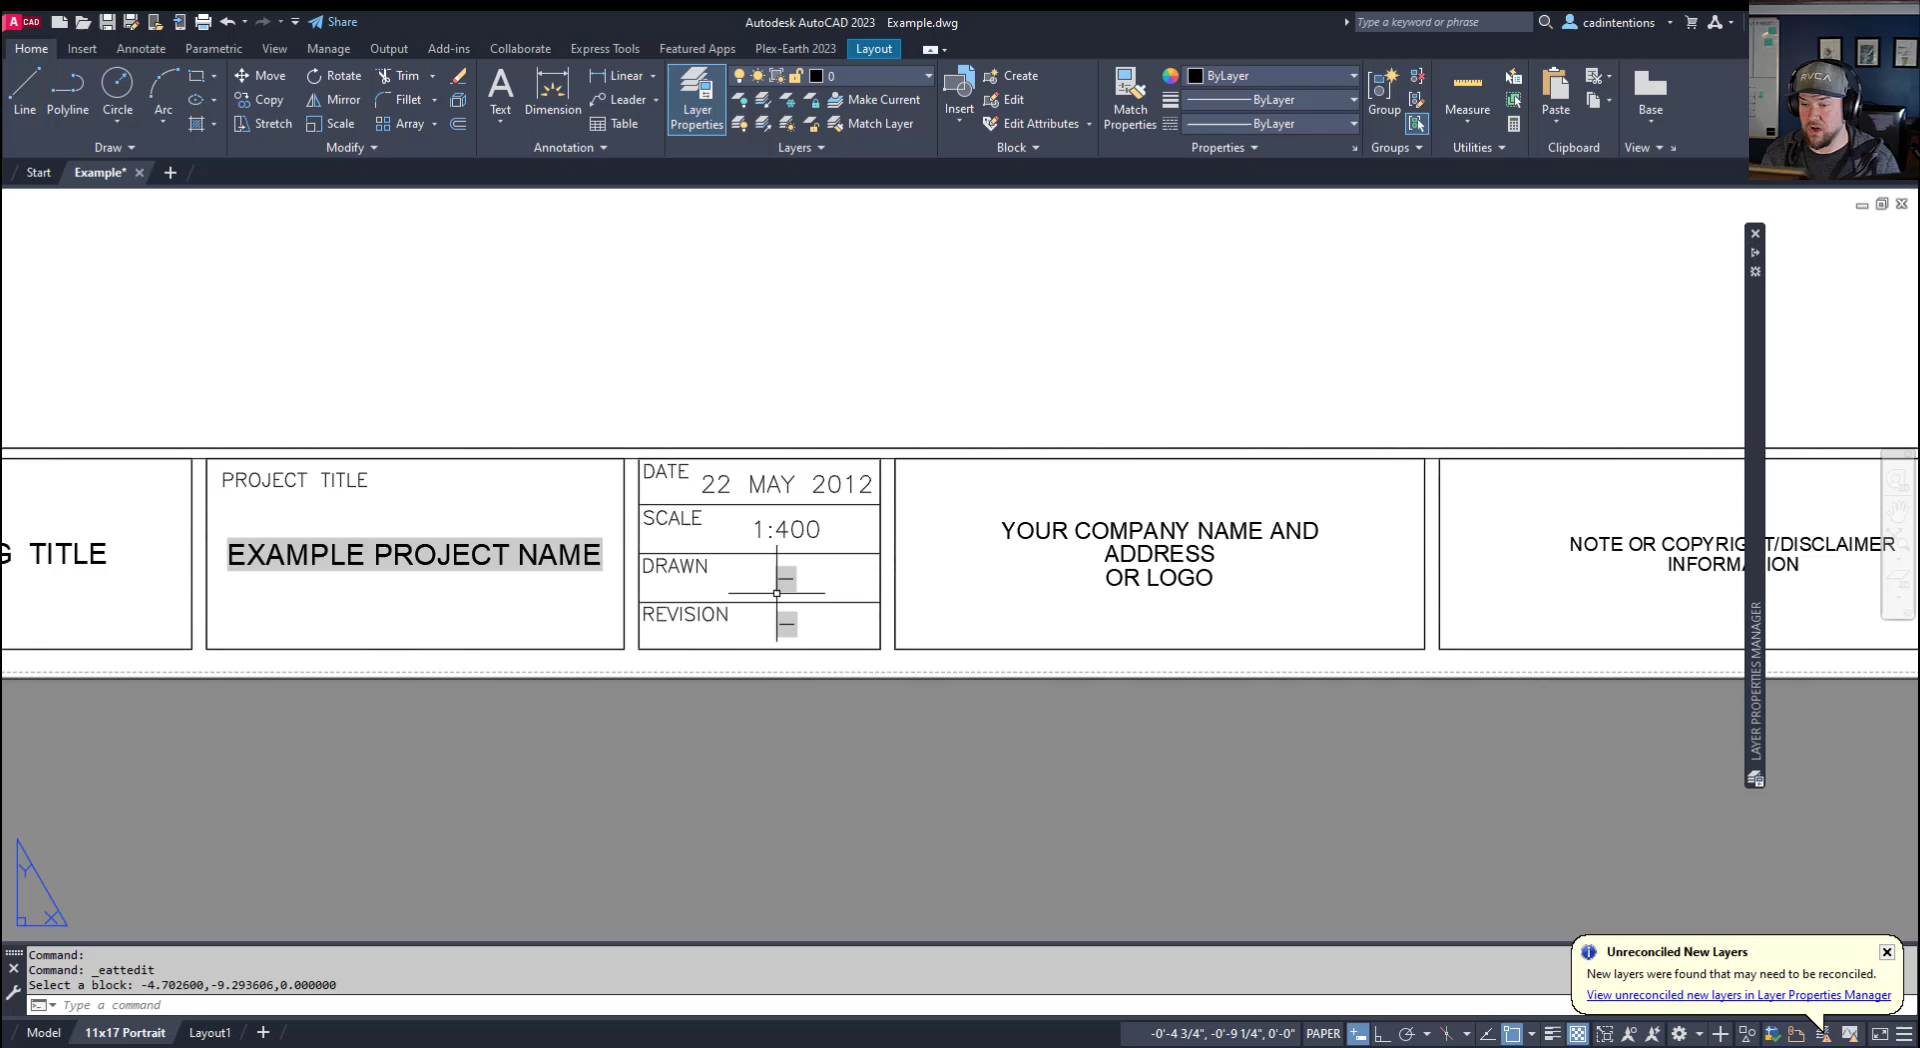 A CAD
Share
Autodesk AutoCAD 2023 Example.dwg
Type a keyword or phrase
cadintentions
Home Insert Annotate Parametric View Manage Output Add-ins Collaborate Express Tools Featured Apps Plex-Earth 2023 Layout
Line Polyline Circle Arc
Draw
Move Rotate Trim
Copy Mirror Fillet
Stretch Scale Array
Modify
Text Dimension
Linear
Leader
Table
Annotation
Layer
Properties
0
Make Current
Match Layer
Layers
Insert
Create
Edit
Edit Attributes
Block
Match
Properties
ByLayer
ByLayer
ByLayer
Properties
Group
Groups
Measure
Utilities
Paste
Clipboard
Base
View
RVCA
Start Example*
TITLE
PROJECT TITLE
EXAMPLE PROJECT NAME
DATE 22 MAY 2012
SCALE 1:400
DRAWN –
REVISION –
YOUR COMPANY NAME AND
ADDRESS
OR LOGO
NOTE OR COPYRIGHT/DISCLAIMER
INFORMATION
LAYER PROPERTIES MANAGER
Y
X
Command:
Command: _eattedit
Select a block: -4.702600,-9.293606,0.000000
Type a command
Unreconciled New Layers
New layers were found that may need to be reconciled.
View unreconciled new layers in Layer Properties Manager
Model 11x17 Portrait Layout1
-0'-4 3/4", -0'-9 1/4", 0'-0" PAPER